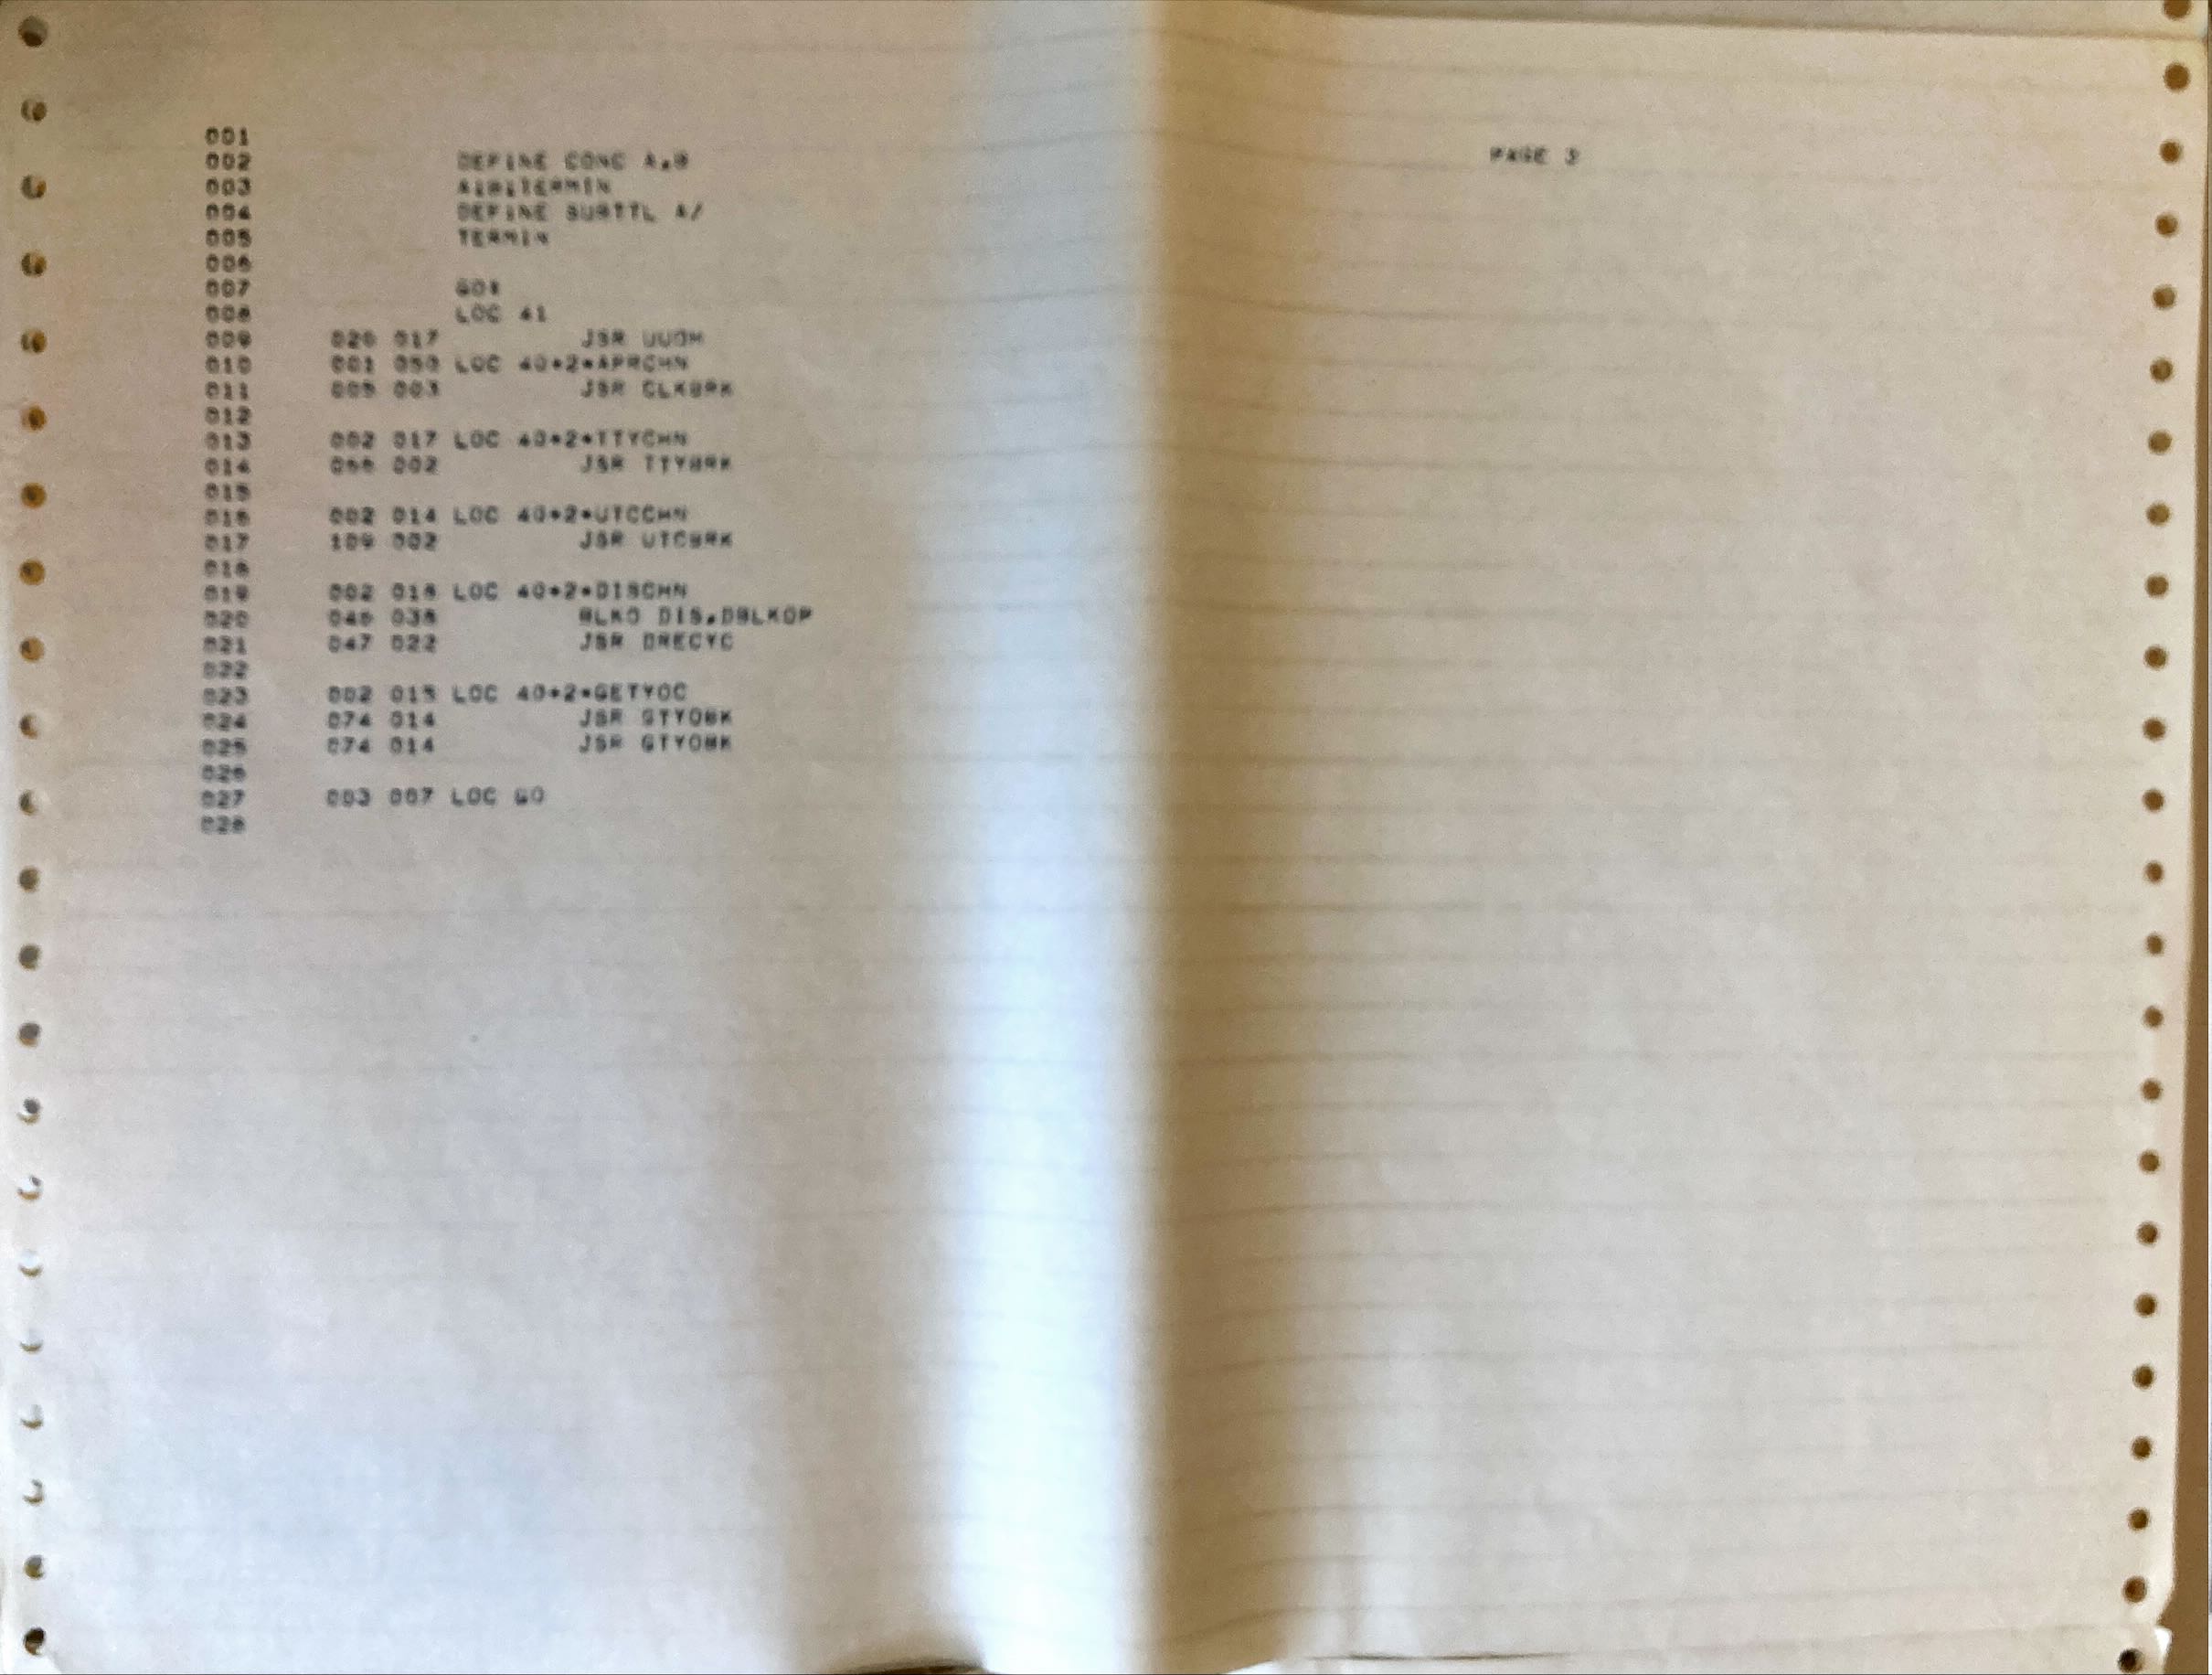 PAGE 3
001
002 DEFINE CONC A,B
003 A!B!TERMIN
004 DEFINE SUBTTL A/
005 TERMIN
006
007 GO:
008 LOC 41
009 020 017 JSR UUOH
010 001 050 LOC 40+2*APRCHN
011 005 003 JSR CLKBRK
012
013 002 017 LOC 40+2*TTYCHN
014 002 JSR TTYBRK
015
016 002 014 LOC 40+2*UTCCHN
017 109 002 JSR UTCBRK
018
019 002 016 LOC 40+2*DISCHN
020 BLKO DIS,DBLKOP
021 047 022 JSR DRECYC
022
023 002 015 LOC 40+2*GETYOC
024 074 014 JSR GTYOBK
025 074 014 JSR GTYOBK
026
027 003 007 LOC GO
028